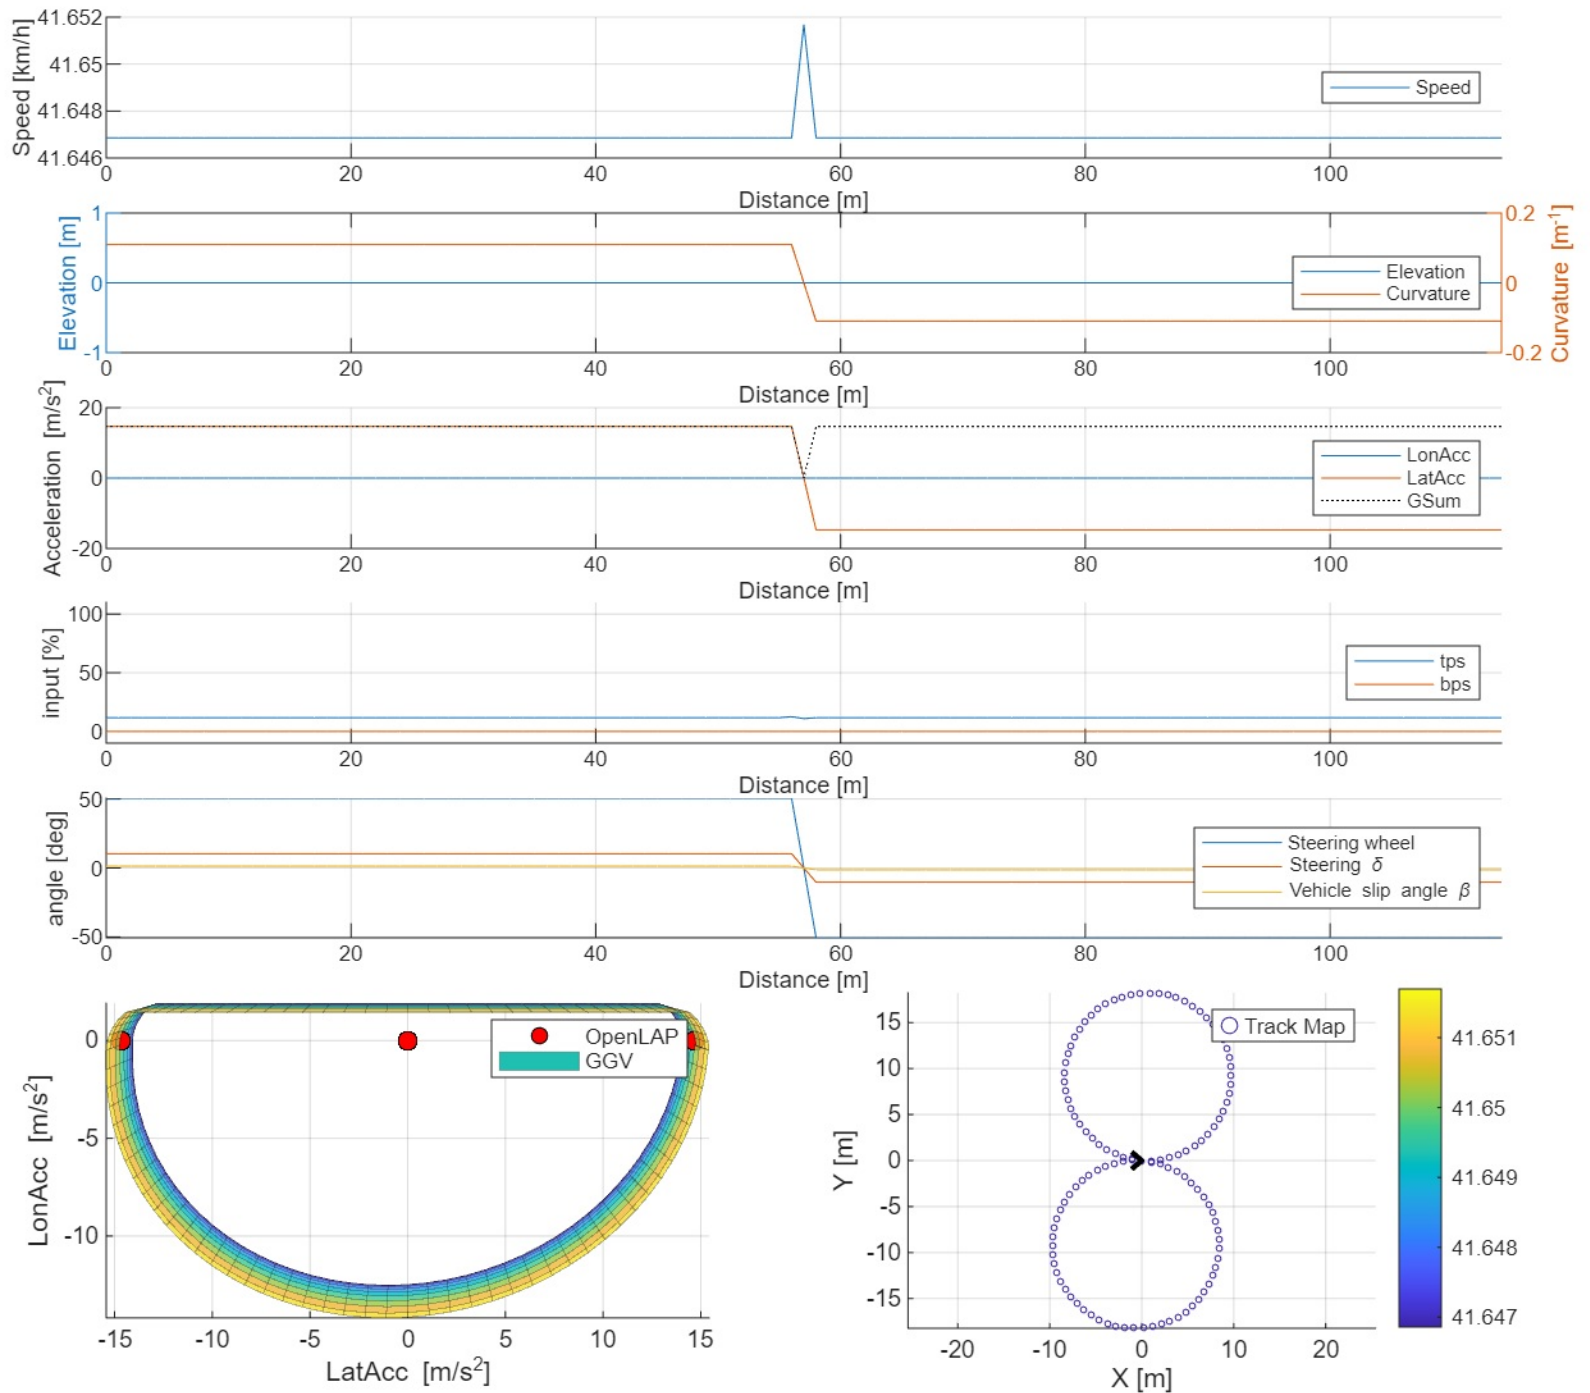 Speed [km/h]
41.652
41.65
41.648
41.646
Speed
0 20 40 60 80 100
Distance [m]
Elevation [m]
1
0
-1
Elevation
Curvature
0.2
0
-0.2
Curvature [m-1]
0 20 40 60 80 100
Distance [m]
Acceleration [m/s2]
20
0
-20
LonAcc
LatAcc
GSum
0 20 40 60 80 100
Distance [m]
input [%]
100
50
0
tps
bps
0 20 40 60 80 100
Distance [m]
angle [deg]
50
0
-50
Steering wheel
Steering δ
Vehicle slip angle β
0 20 40 60 80 100
Distance [m]
LonAcc [m/s2]
0
-5
-10
OpenLAP
GGV
-15 -10 -5 0 5 10 15
LatAcc [m/s2]
Y [m]
15
10
5
0
-5
-10
-15
Track Map
-20 -10 0 10 20
X [m]
41.651
41.65
41.649
41.648
41.647